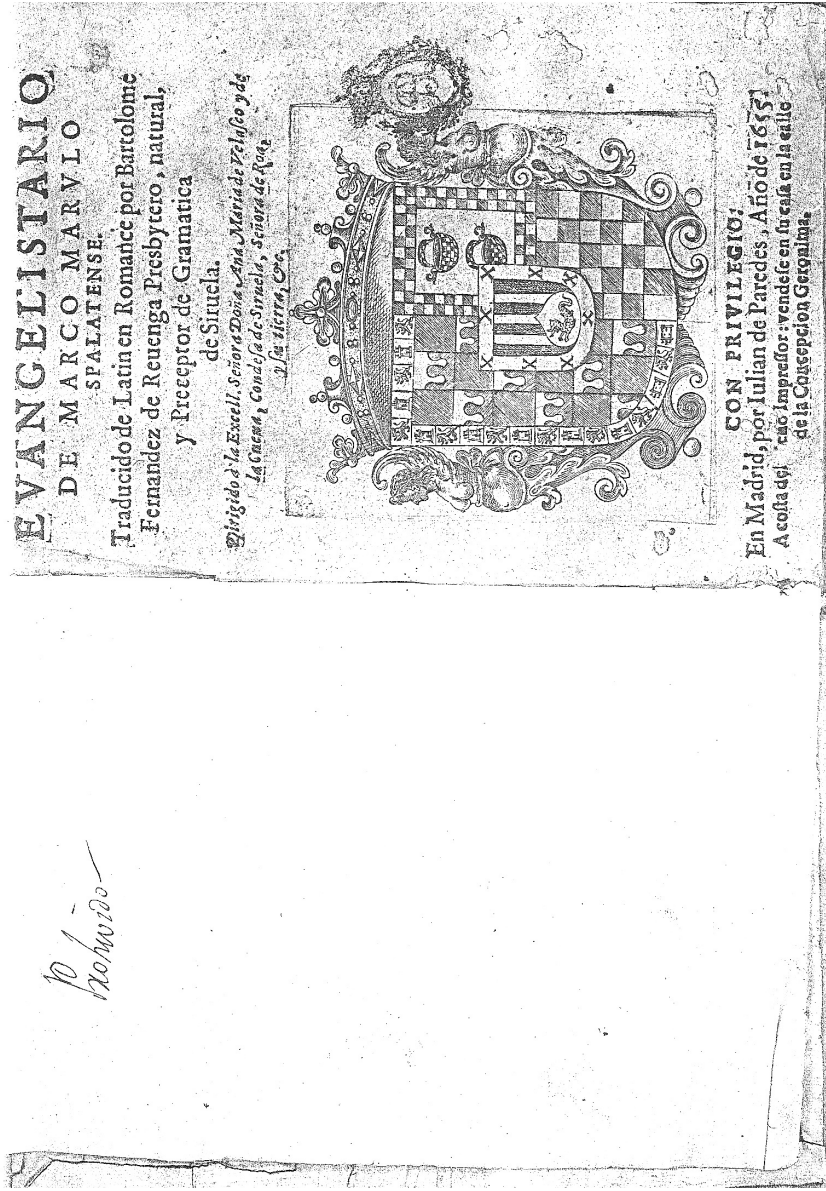 Prohivido
EVANGELISTARIO
DE MARCO MARVLO
SPALATENSE.
Traducido de Latin en Romance por Bartolome
Fernandez de Reuenga Presbytero, natural,
y Preceptor de Gramatica
de Siruela.
Dirigido à la Excell. Señora Doña Ana Maria de Velasco y de
la Cueua, Condesa de Siruela, Señora de Roa,
y su tierra, &c.
CON PRIVILEGIO:
En Madrid, por Iulian de Paredes, Año de 1655.
A costa del Impressor: vendese en su casa en la calle
de la Concepcion Geronima.